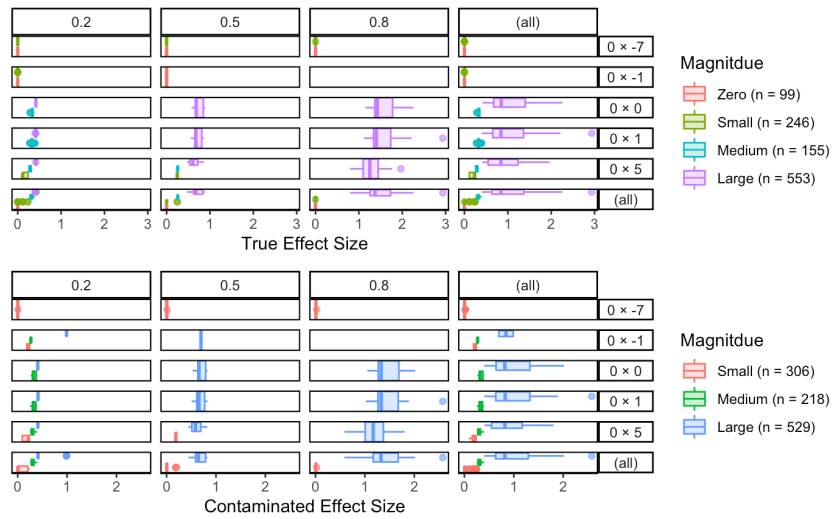 0.2 0.5 0.8 (all)
0 × -7
0 × -1
0 × 0
0 × 1
0 × 5
(all)
0 1 2 3 0 1 2 3 0 1 2 3 0 1 2 3
True Effect Size
Magnitdue
Zero (n = 99)
Small (n = 246)
Medium (n = 155)
Large (n = 553)
0.2 0.5 0.8 (all)
0 × -7
0 × -1
0 × 0
0 × 1
0 × 5
(all)
0 1 2 0 1 2 0 1 2 0 1 2
Contaminated Effect Size
Magnitdue
Small (n = 306)
Medium (n = 218)
Large (n = 529)